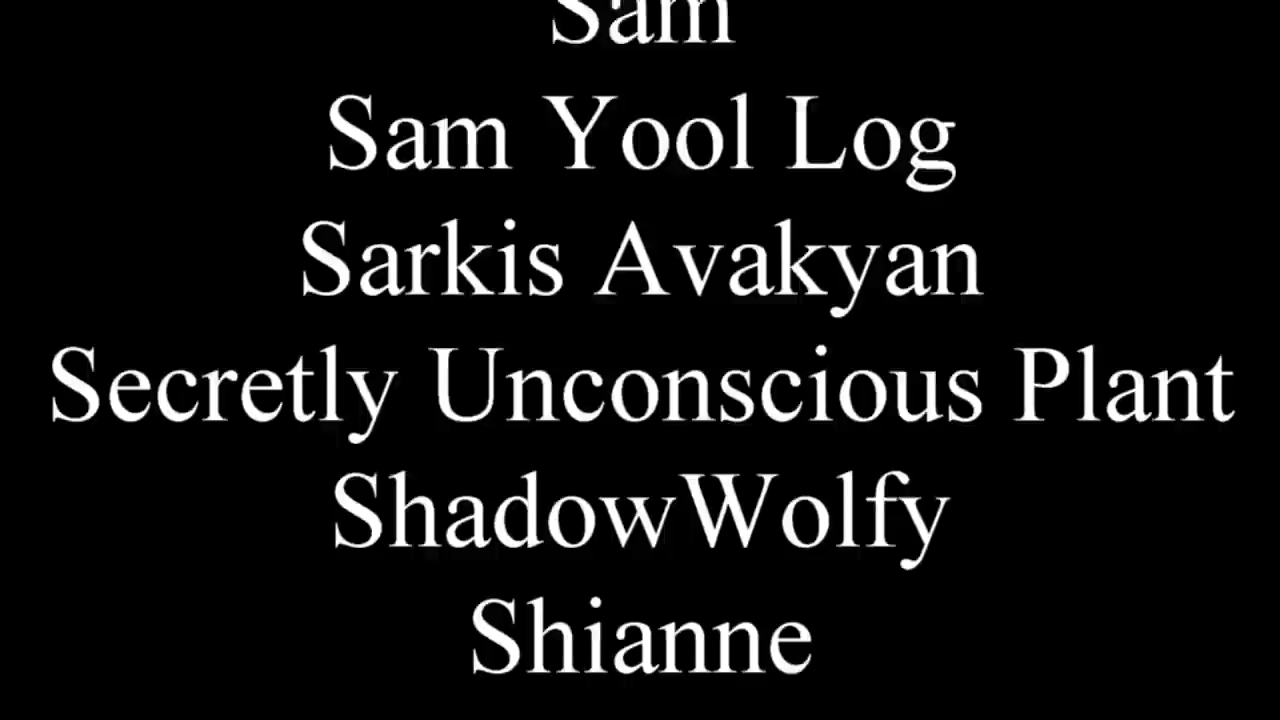 Sam
Sam Yool Log
Sarkis Avakyan
Secretly Unconscious Plant
ShadowWolfy
Shianne